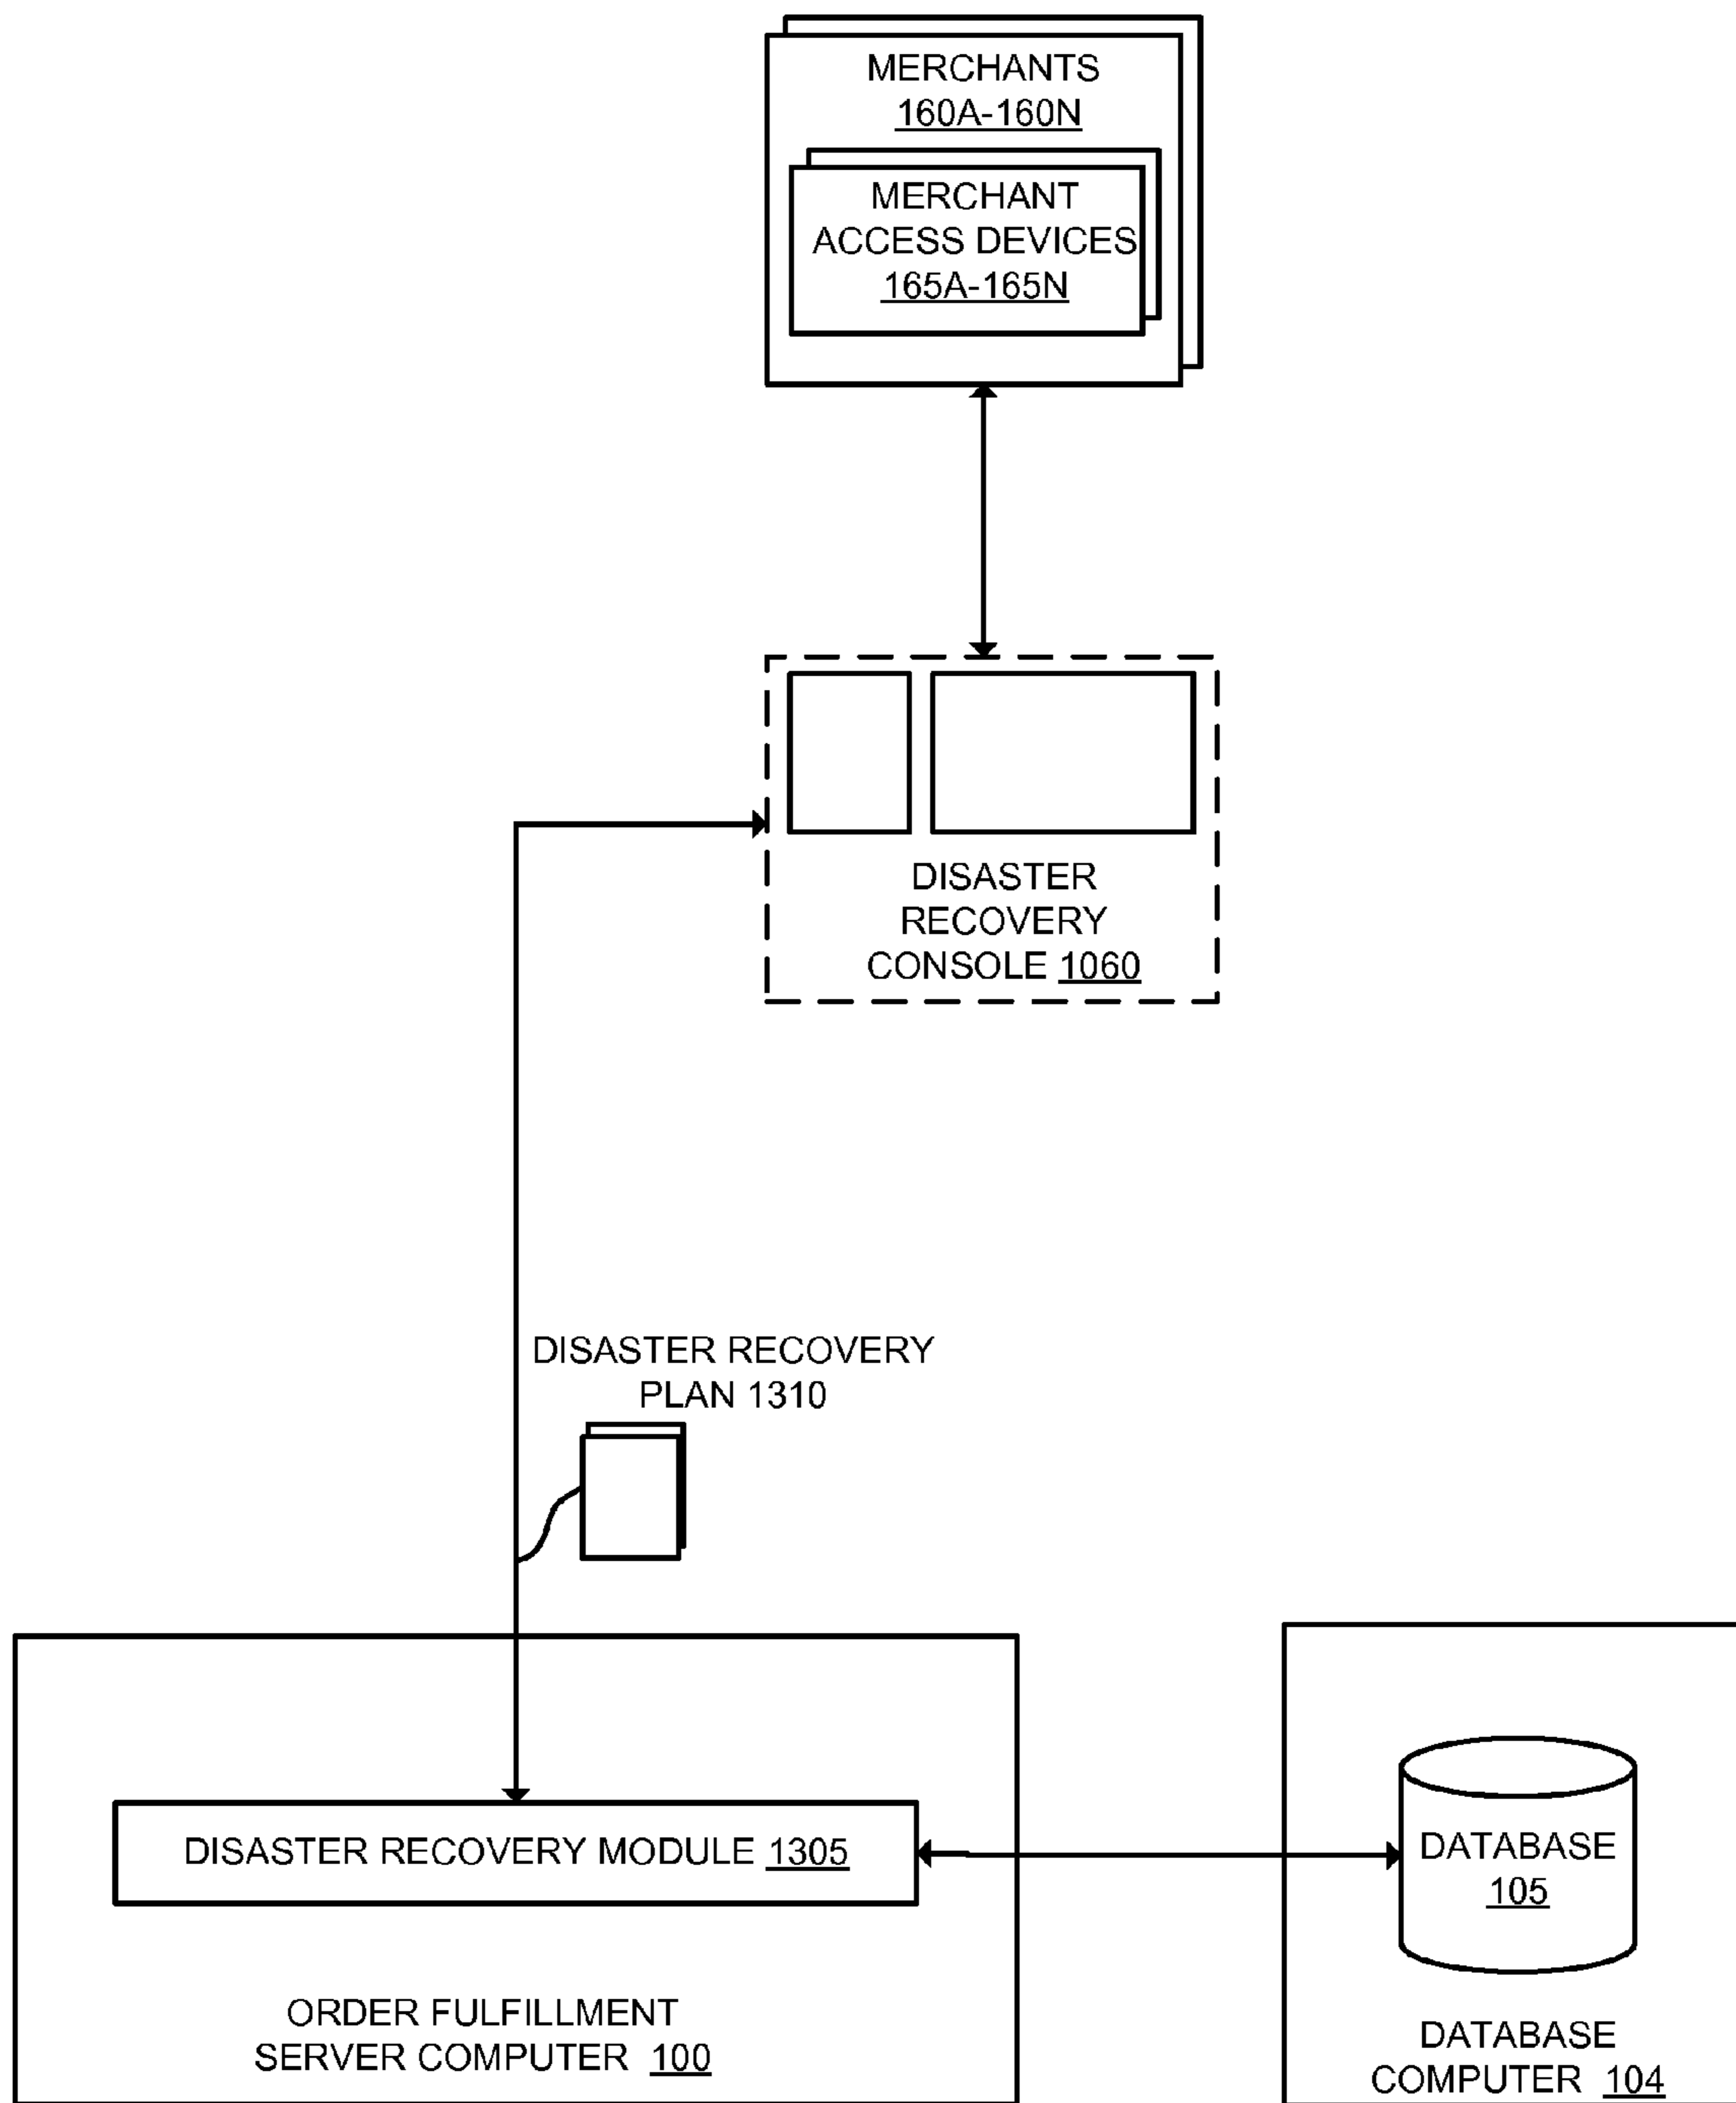 MERCHANTS
160A-160N
MERCHANT
ACCESS DEVICES
165A-165N
DISASTER
RECOVERY
CONSOLE 1060
DISASTER RECOVERY
PLAN 1310
DISASTER RECOVERY MODULE 1305
DATABASE
105
ORDER FULFILLMENT
SERVER COMPUTER 100
DATABASE
COMPUTER 104